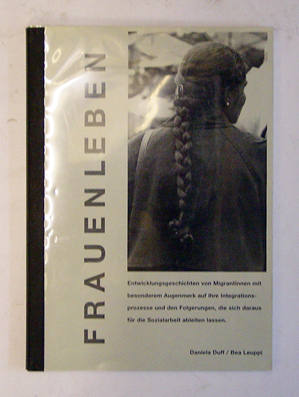 FRAUENLEBEN
Entwicklungsgeschichten von Migrantinnen mit
besonderem Augenmerk auf ihre Integrations-
prozesse und den Folgerungen, die sich daraus
für die Sozialarbeit ableiten lassen.
Daniela Duff / Bea Leuppi